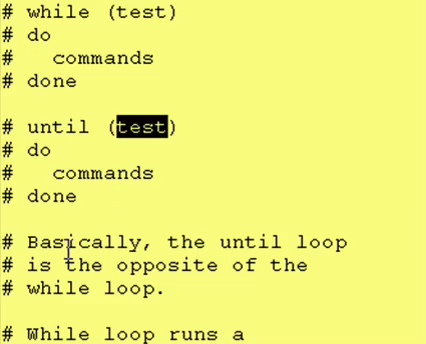 # while (test)
# do
#   commands
# done
# until (test)
# do
#   commands
# done
# Basically, the until loop
# is the opposite of the
# while loop.
# While loop runs a